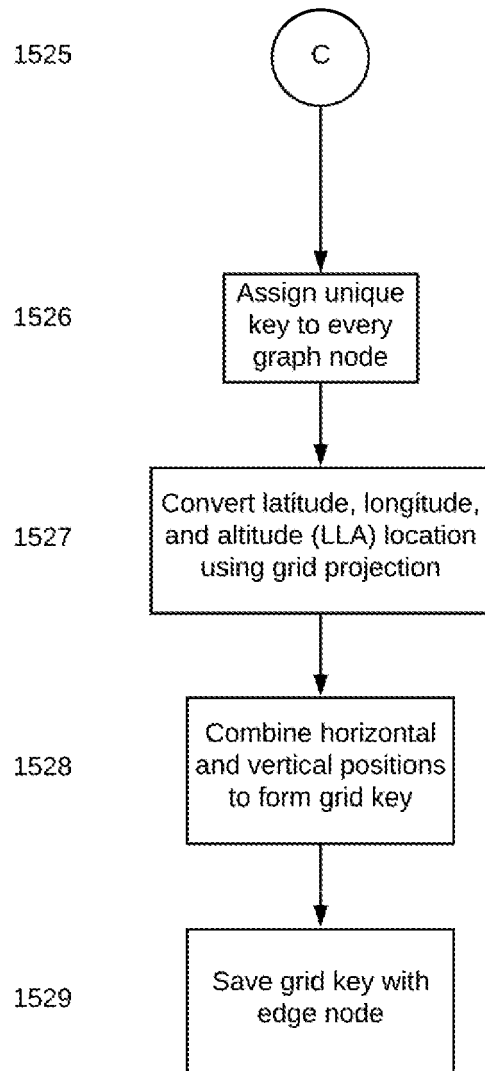 1525
C
1526
Assign unique
key to every
graph node
1527
Convert latitude, longitude,
and altitude (LLA) location
using grid projection
1528
Combine horizontal
and vertical positions
to form grid key
1529
Save grid key with
edge node